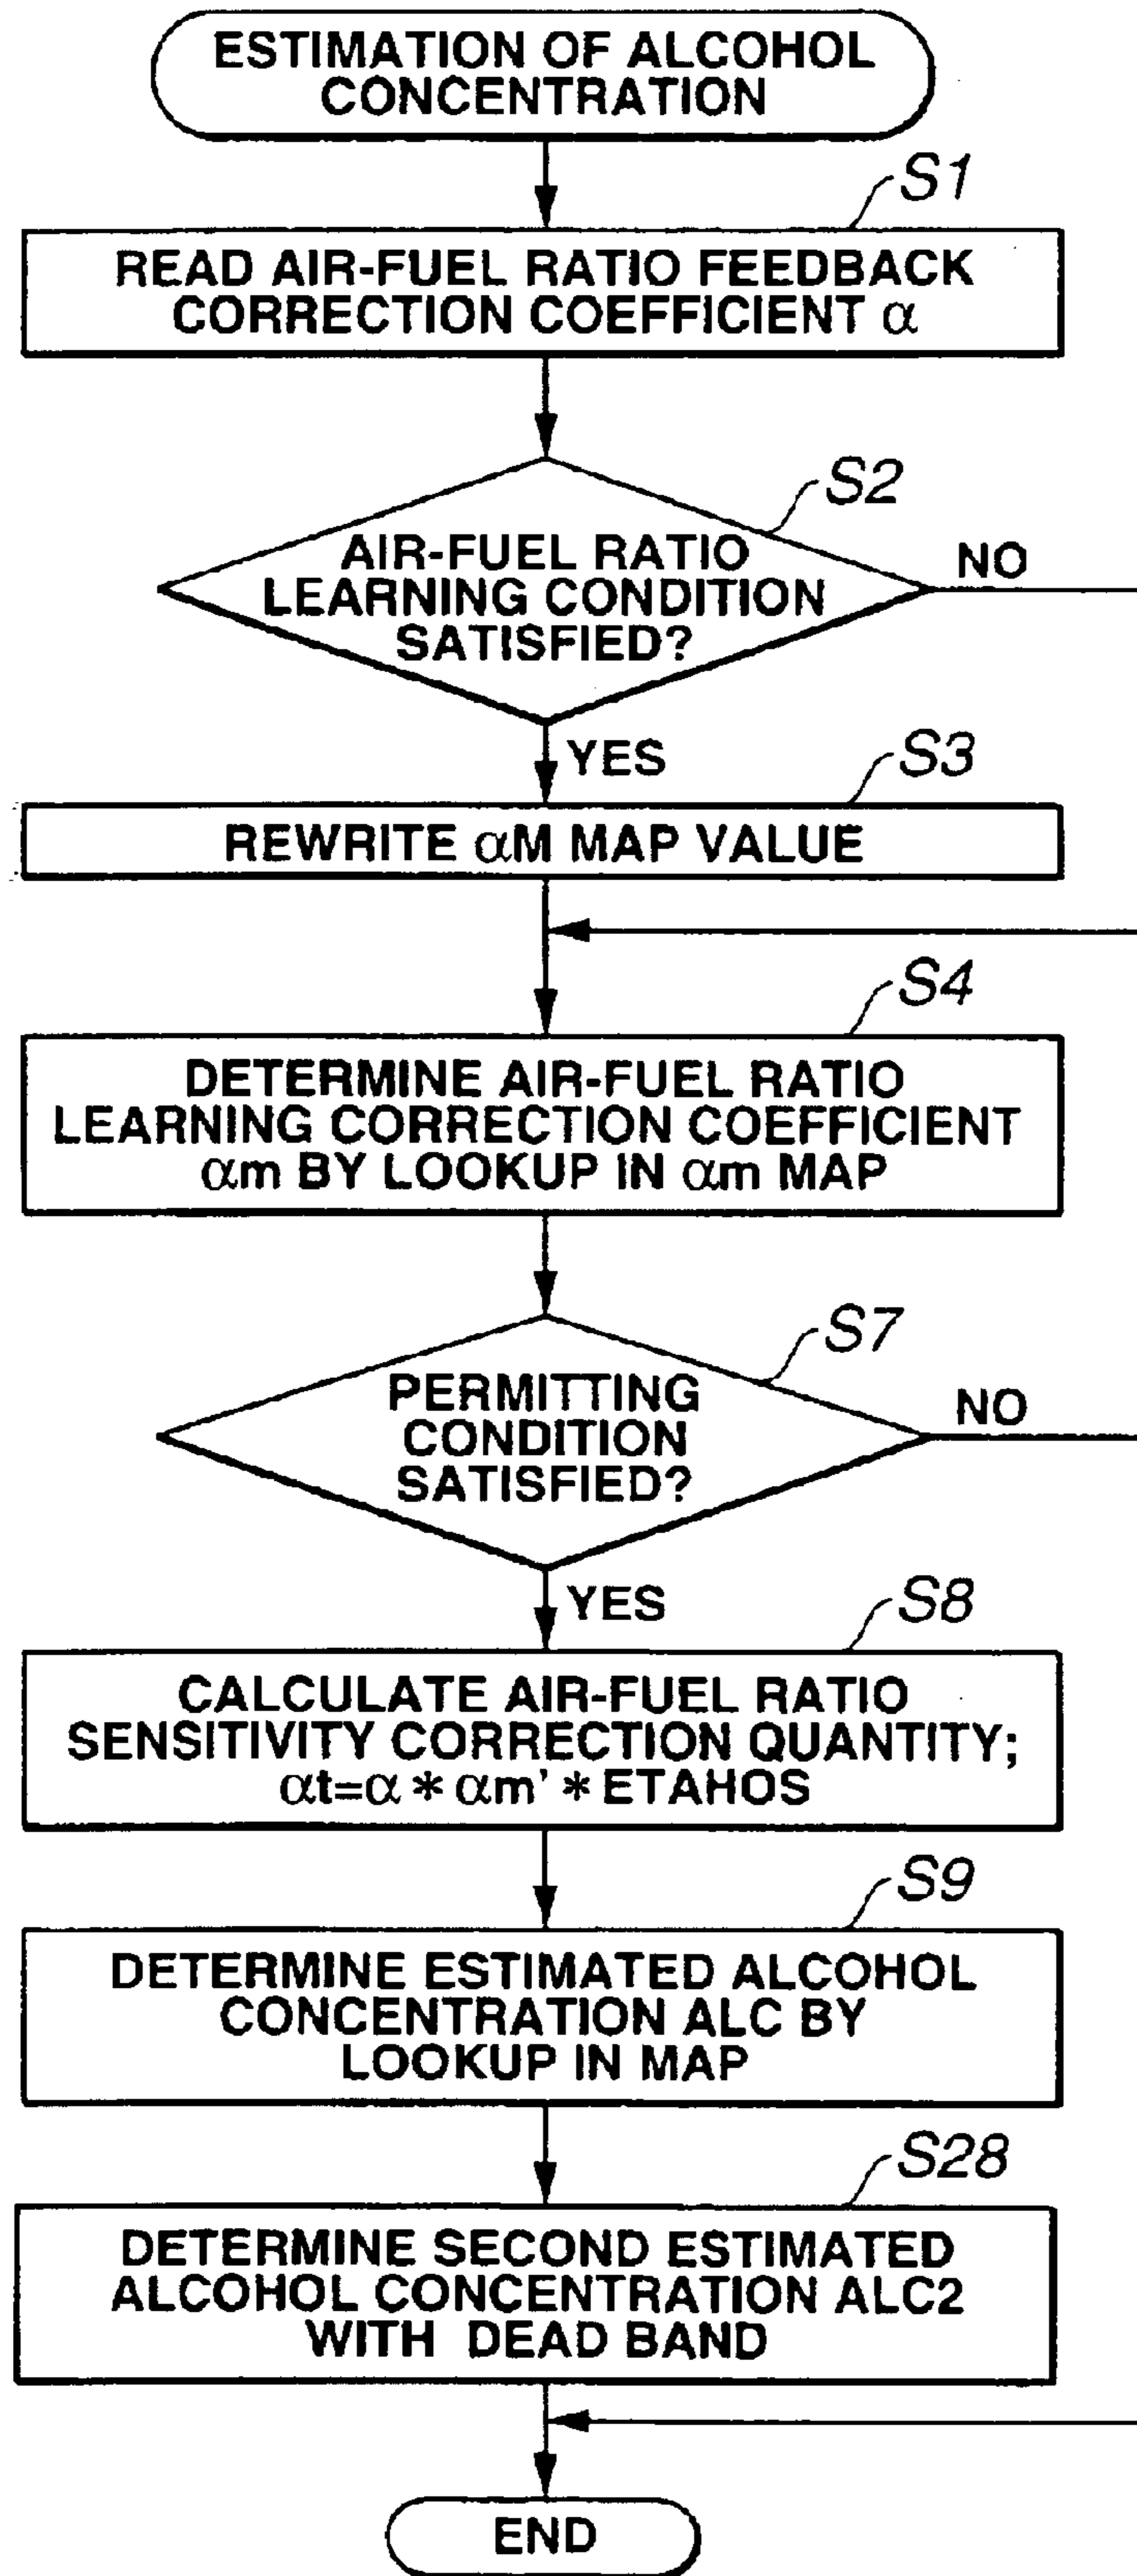 ESTIMATION OF ALCOHOL
CONCENTRATION
S1
READ AIR-FUEL RATIO FEEDBACK
CORRECTION COEFFICIENT α
S2
AIR-FUEL RATIO
LEARNING CONDITION
SATISFIED?
NO
YES
S3
REWRITE αM MAP VALUE
S4
DETERMINE AIR-FUEL RATIO
LEARNING CORRECTION COEFFICIENT
αm BY LOOKUP IN αm MAP
S7
PERMITTING
CONDITION
SATISFIED?
NO
YES
S8
CALCULATE AIR-FUEL RATIO
SENSITIVITY CORRECTION QUANTITY;
αt=α * αm' * ETAHOS
S9
DETERMINE ESTIMATED ALCOHOL
CONCENTRATION ALC BY
LOOKUP IN MAP
S28
DETERMINE SECOND ESTIMATED
ALCOHOL CONCENTRATION ALC2
WITH DEAD BAND
END